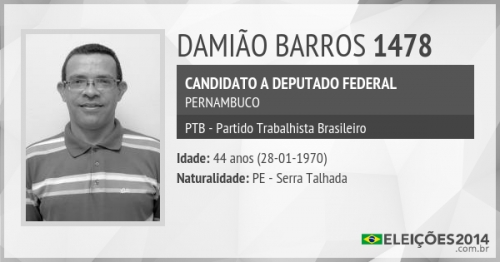 DAMIÃO BARROS 1478
CANDIDATO A DEPUTADO FEDERAL
PERNAMBUCO
PTB - Partido Trabalhista Brasileiro
Idade: 44 anos (28-01-1970)
Naturalidade: PE - Serra Talhada
ELEIÇÕES2014
.com.br